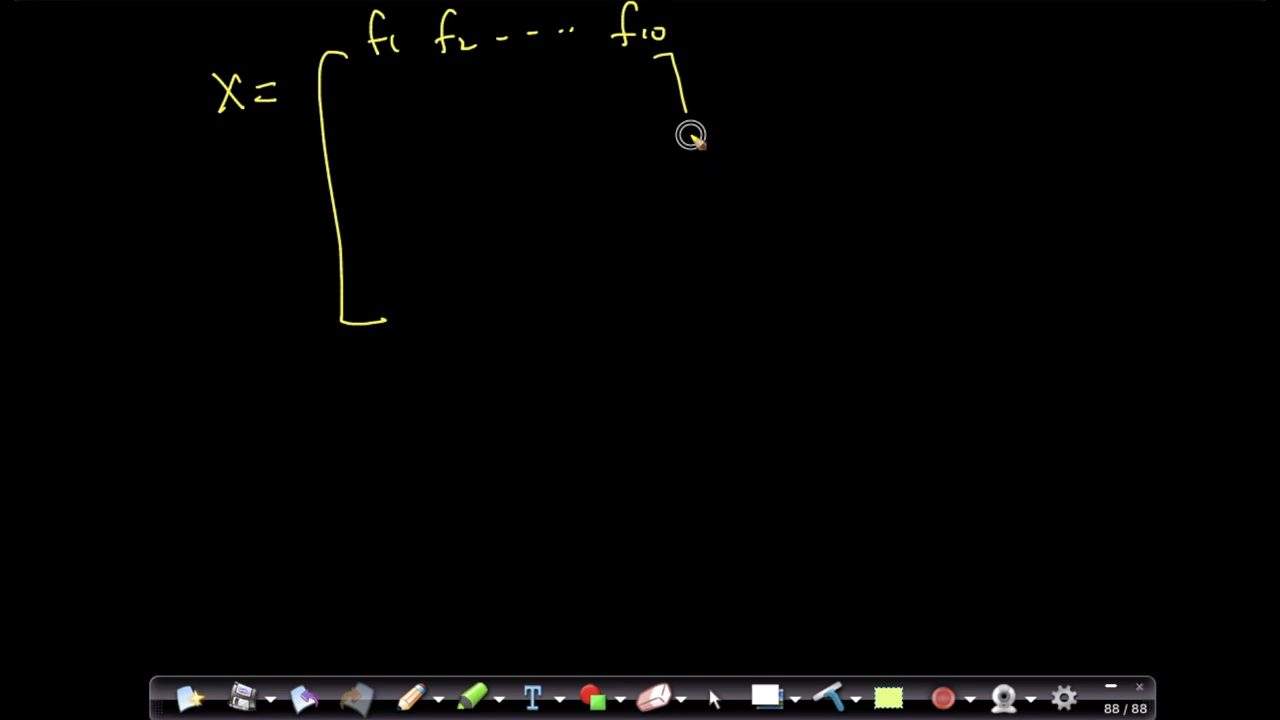 f1 f2 - - - .. f10
X =
88 / 88